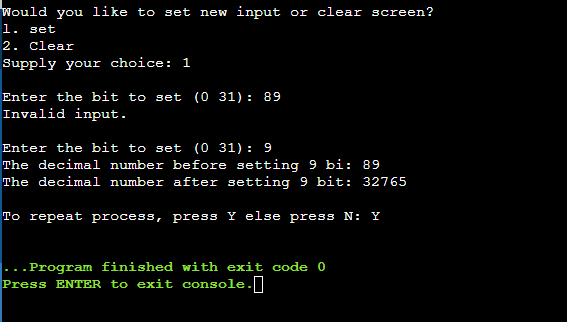 Would you like to set new input or clear screen?
1. set
2. Clear
Supply your choice: 1
Enter the bit to set (0 31): 89
Invalid input.
Enter the bit to set (0 31): 9
The decimal number before setting 9 bi: 89
The decimal number after setting 9 bit: 32765
To repeat process, press Y else press N: Y
...Program finished with exit code 0
Press ENTER to exit console.